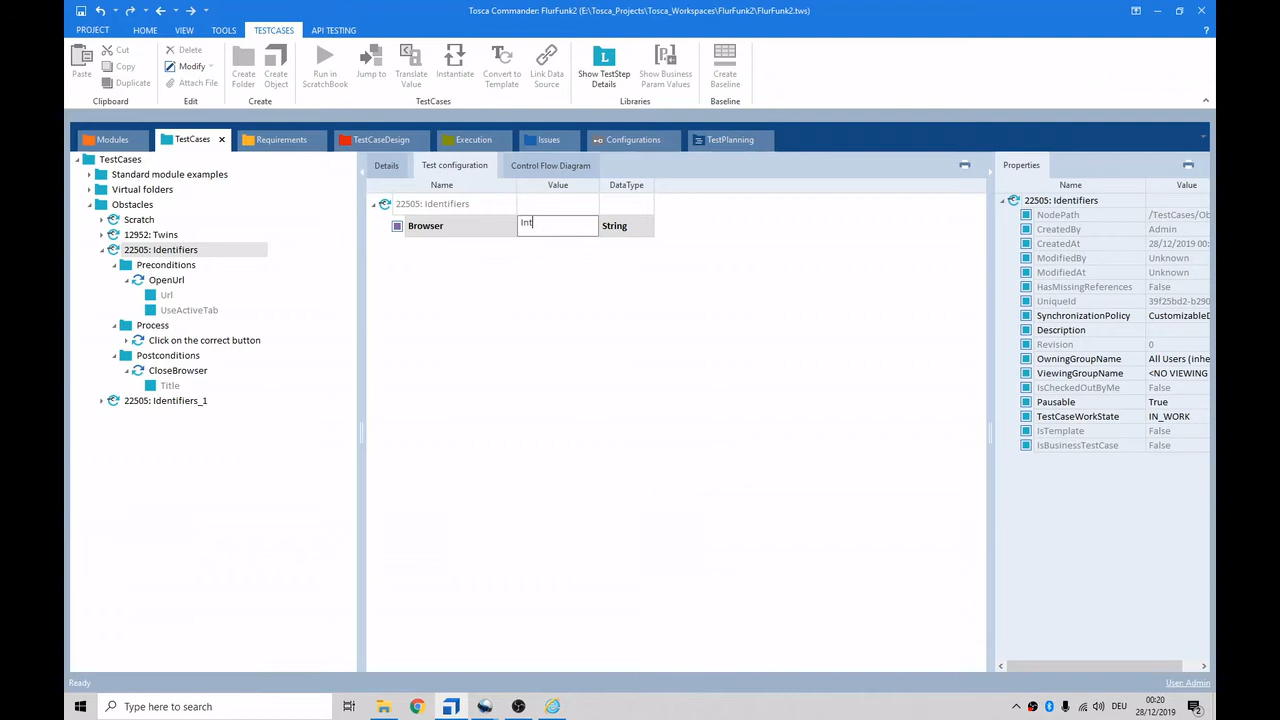 Tosca Commander: FlurFunk2 (E:\Tosca_Projects\Tosca_Workspaces\FlurFunk2\FlurFunk2.tws)
PROJECT HOME VIEW TOOLS TESTCASES API TESTING
Paste
Cut
Copy
Duplicate
Clipboard
Delete
Modify
Attach File
Edit
Create Folder
Create Object
Create
Run in ScratchBook
Jump to
Translate Value
Instantiate
Convert to Template
Link Data Source
TestCases
Show TestStep Details
Show Business Param Values
Libraries
Create Baseline
Baseline
Modules TestCases Requirements TestCaseDesign Execution Issues Configurations TestPlanning
TestCases
Standard module examples
Virtual folders
Obstacles
Scratch
12952: Twins
22505: Identifiers
Preconditions
OpenUrl
Url
UseActiveTab
Process
Click on the correct button
Postconditions
CloseBrowser
Title
22505: Identifiers_1
Details Test configuration Control Flow Diagram
Name Value DataType
22505: Identifiers
Browser Int String
Properties
Name Value
22505: Identifiers
NodePath /TestCases/Ob
CreatedBy Admin
CreatedAt 28/12/2019 00:
ModifiedBy Unknown
ModifiedAt Unknown
HasMissingReferences False
UniqueId 39f25bd2-b290
SynchronizationPolicy CustomizableD
Description
Revision 0
OwningGroupName All Users (inhe
ViewingGroupName <NO VIEWING
IsCheckedOutByMe False
Pausable True
TestCaseWorkState IN_WORK
IsTemplate False
IsBusinessTestCase False
Ready User: Admin
Type here to search
DEU
00:20
28/12/2019
2